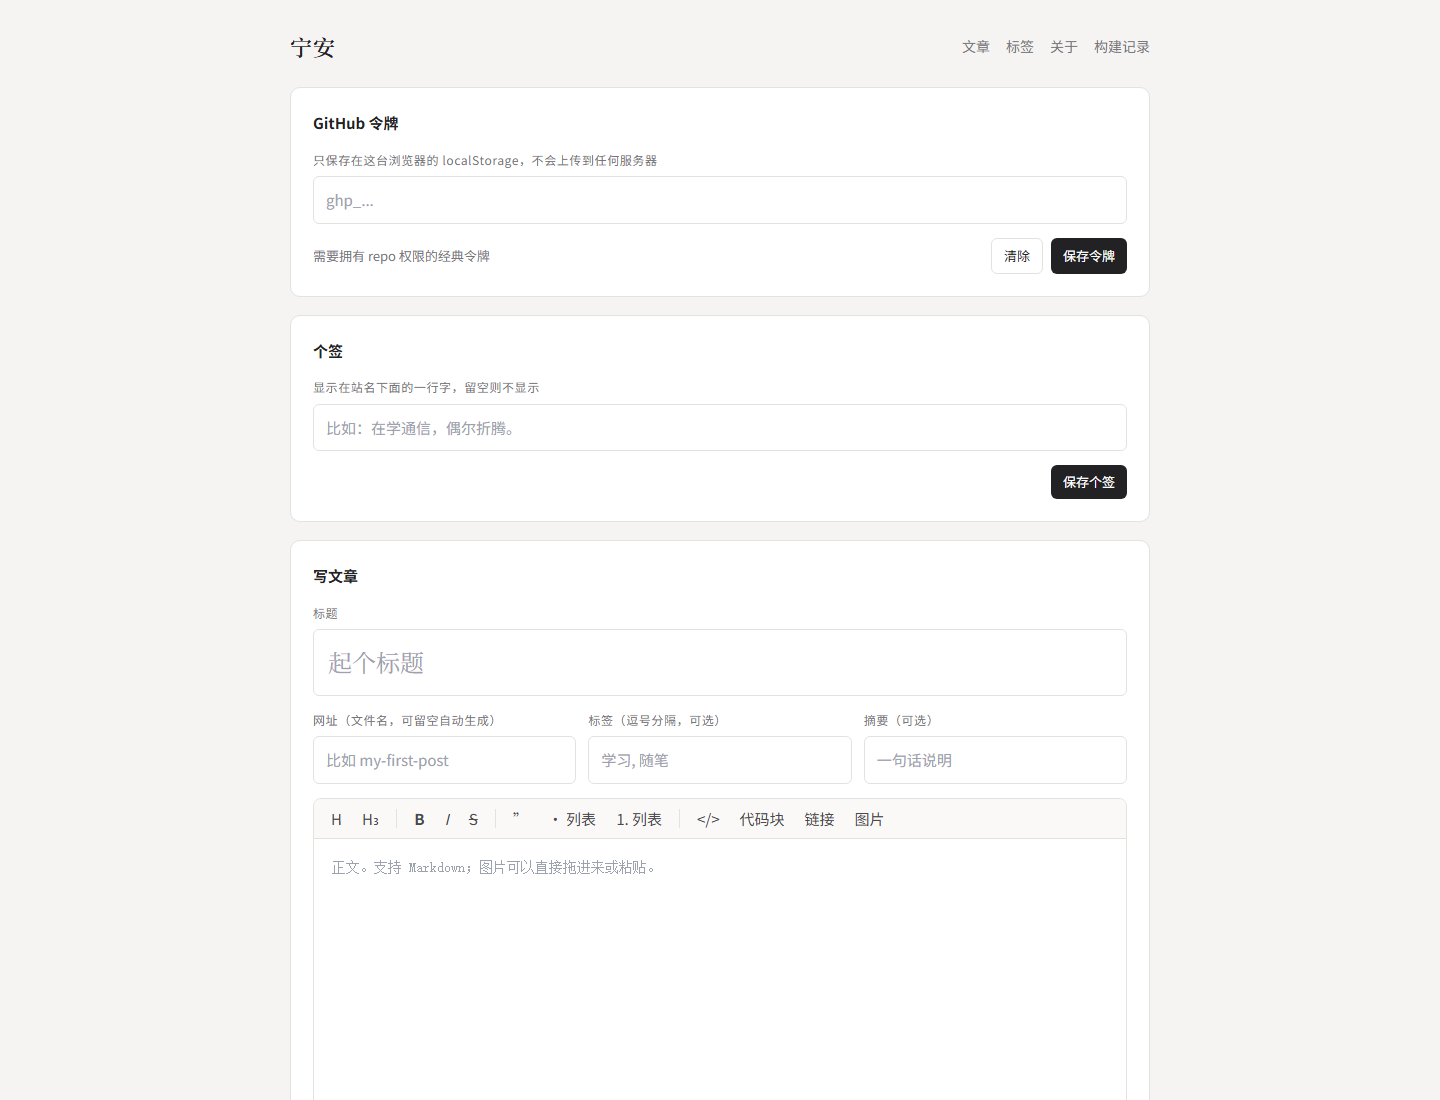 宁安
文章 标签 关于 构建记录
GitHub 令牌
只保存在这台浏览器的 localStorage，不会上传到任何服务器
ghp_...
需要拥有 repo 权限的经典令牌
清除 保存令牌
个签
显示在站名下面的一行字，留空则不显示
比如：在学通信，偶尔折腾。
保存个签
写文章
标题
起个标题
网址（文件名，可留空自动生成） 标签（逗号分隔，可选） 摘要（可选）
比如 my-first-post 学习, 随笔 一句话说明
H H₃ B I S ” · 列表 1. 列表 </> 代码块 链接 图片
正文。支持 Markdown；图片可以直接拖进来或粘贴。